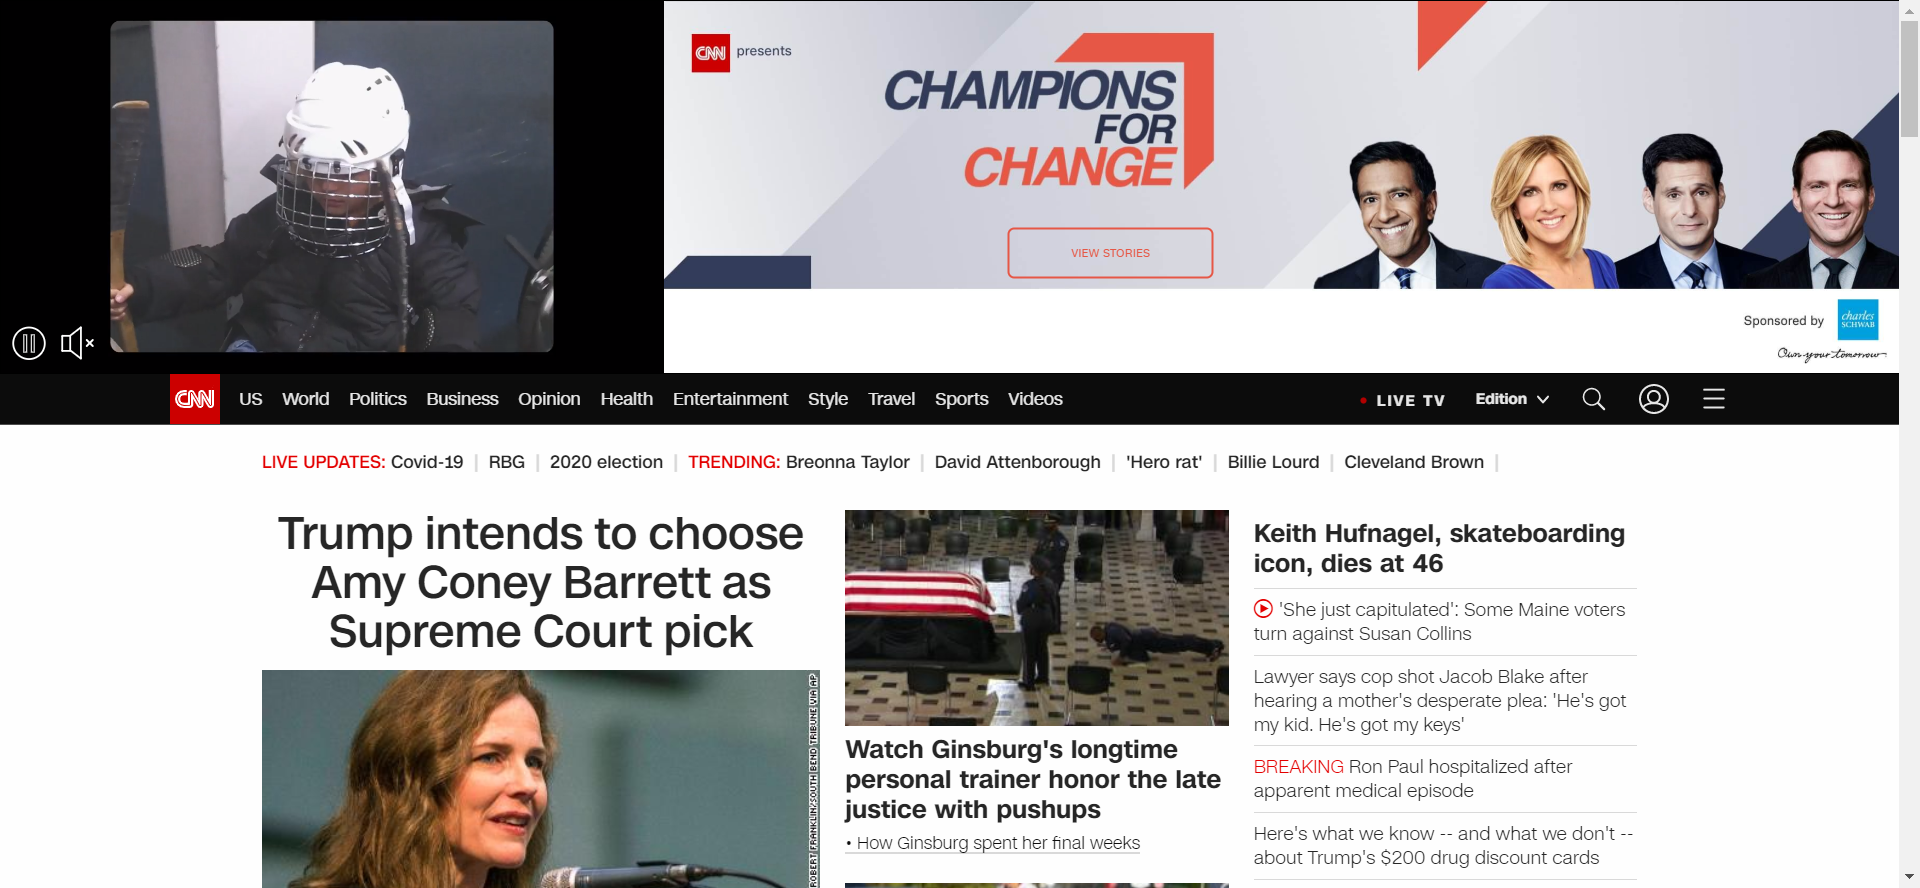 CNN presents
CHAMPIONS
FOR
CHANGE
VIEW STORIES
Sponsored by
charles
SCHWAB
Own your tomorrow
CNN US World Politics Business Opinion Health Entertainment Style Travel Sports Videos LIVE TV Edition
LIVE UPDATES: Covid-19 | RBG | 2020 election | TRENDING: Breonna Taylor | David Attenborough | 'Hero rat' | Billie Lourd | Cleveland Brown |
Trump intends to choose
Amy Coney Barrett as
Supreme Court pick
ROBERT FRANKLIN/SOUTH BEND TRIBUNE VIA AP
Watch Ginsburg's longtime
personal trainer honor the late
justice with pushups
• How Ginsburg spent her final weeks
Keith Hufnagel, skateboarding
icon, dies at 46
'She just capitulated': Some Maine voters
turn against Susan Collins
Lawyer says cop shot Jacob Blake after
hearing a mother's desperate plea: 'He's got
my kid. He's got my keys'
BREAKING Ron Paul hospitalized after
apparent medical episode
Here's what we know -- and what we don't --
about Trump's $200 drug discount cards